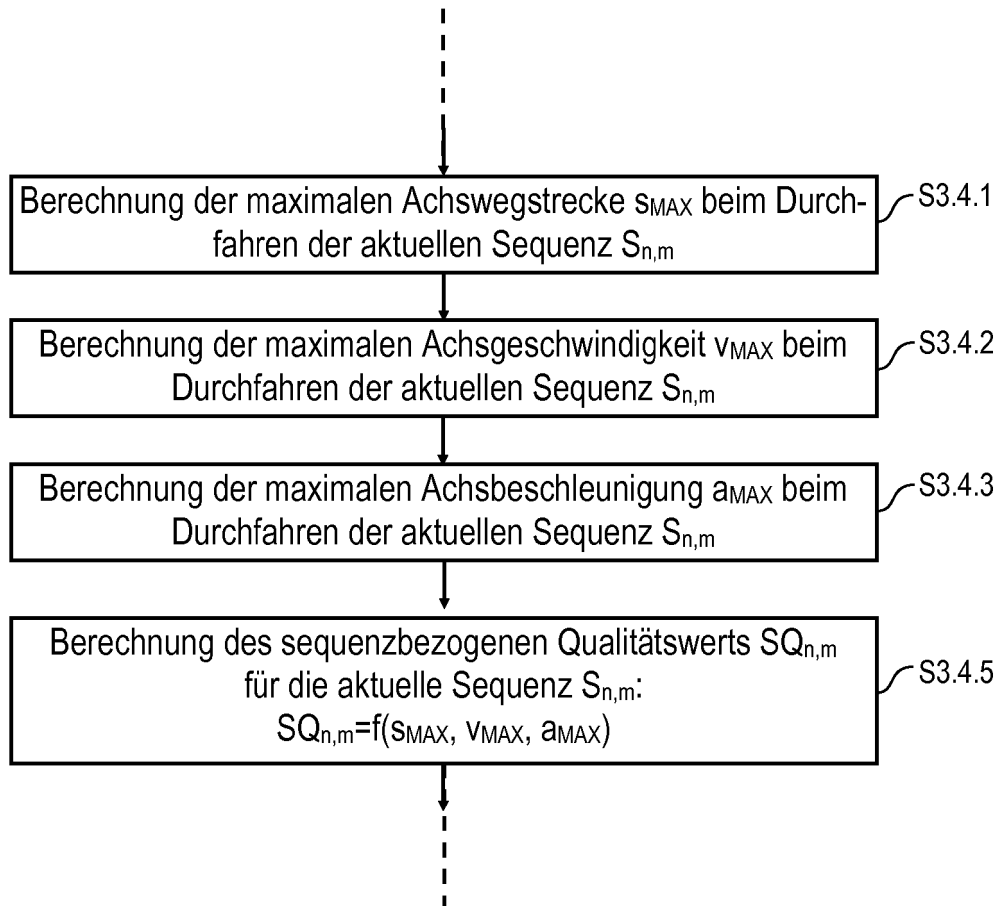 Berechnung der maximalen Achswegstrecke sMAX beim Durch-
fahren der aktuellen Sequenz Sn,m
S3.4.1
Berechnung der maximalen Achsgeschwindigkeit vMAX beim
Durchfahren der aktuellen Sequenz Sn,m
S3.4.2
Berechnung der maximalen Achsbeschleunigung aMAX beim
Durchfahren der aktuellen Sequenz Sn,m
S3.4.3
Berechnung des sequenzbezogenen Qualitätswerts SQn,m
für die aktuelle Sequenz Sn,m:
SQn,m=f(sMAX, vMAX, aMAX)
S3.4.5